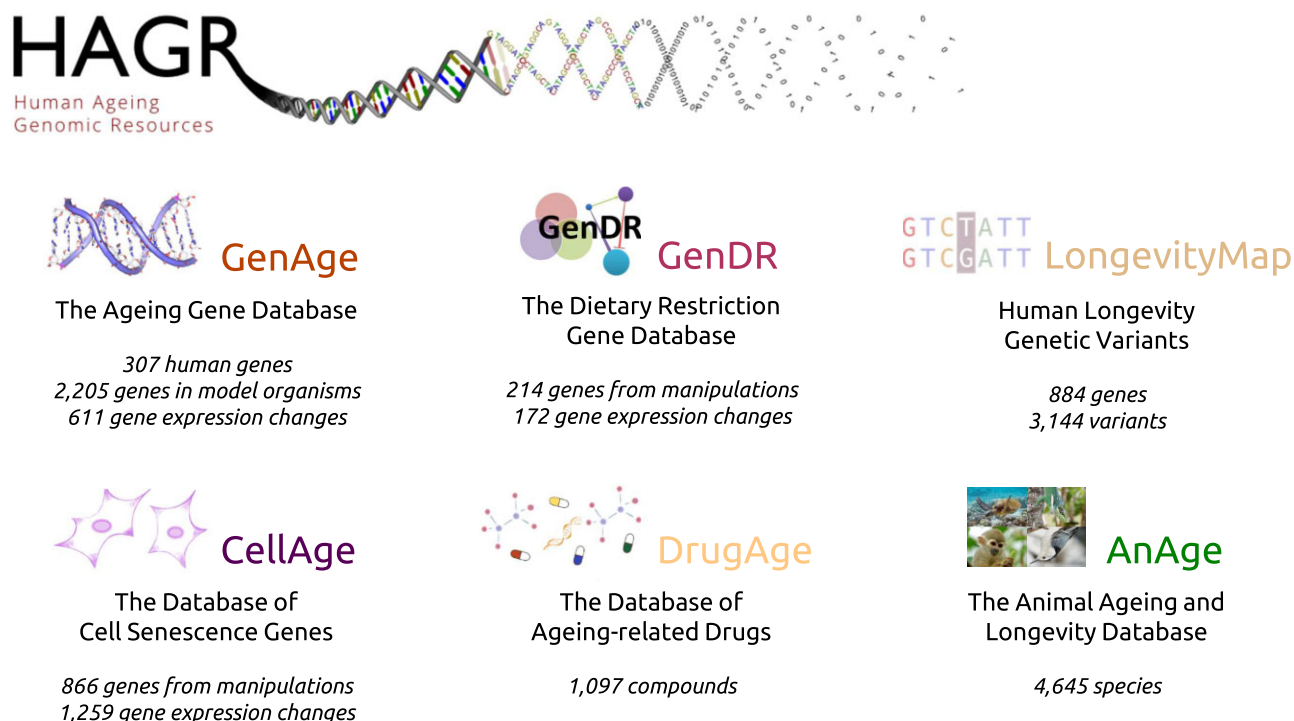 HAGR
Human Ageing
Genomic Resources
GenAge
The Ageing Gene Database
307 human genes
2,205 genes in model organisms
611 gene expression changes
GenDR
GenDR
The Dietary Restriction
Gene Database
214 genes from manipulations
172 gene expression changes
GTCTATT
GTCGATT
LongevityMap
Human Longevity
Genetic Variants
884 genes
3,144 variants
CellAge
The Database of
Cell Senescence Genes
866 genes from manipulations
1,259 gene expression changes
DrugAge
The Database of
Ageing-related Drugs
1,097 compounds
AnAge
The Animal Ageing and
Longevity Database
4,645 species